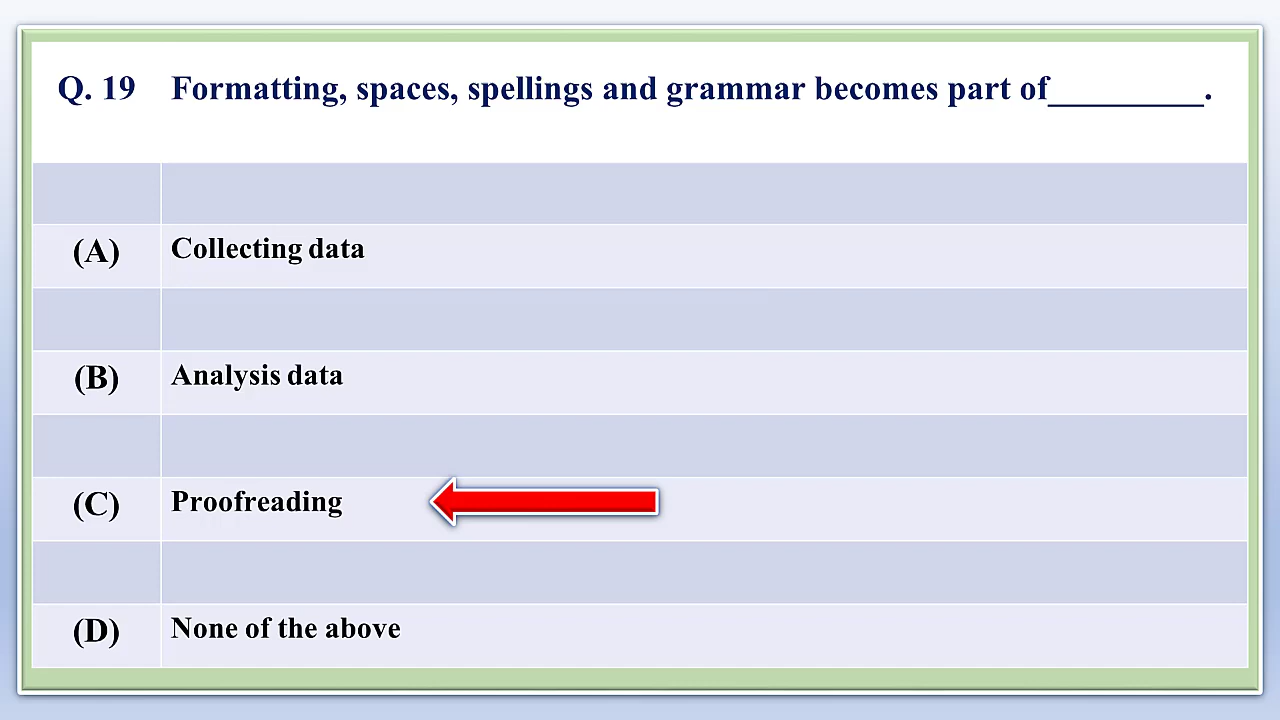 Q. 19 Formatting, spaces, spellings and grammar becomes part of_________.
(A) Collecting data
(B) Analysis data
(C) Proofreading
(D) None of the above